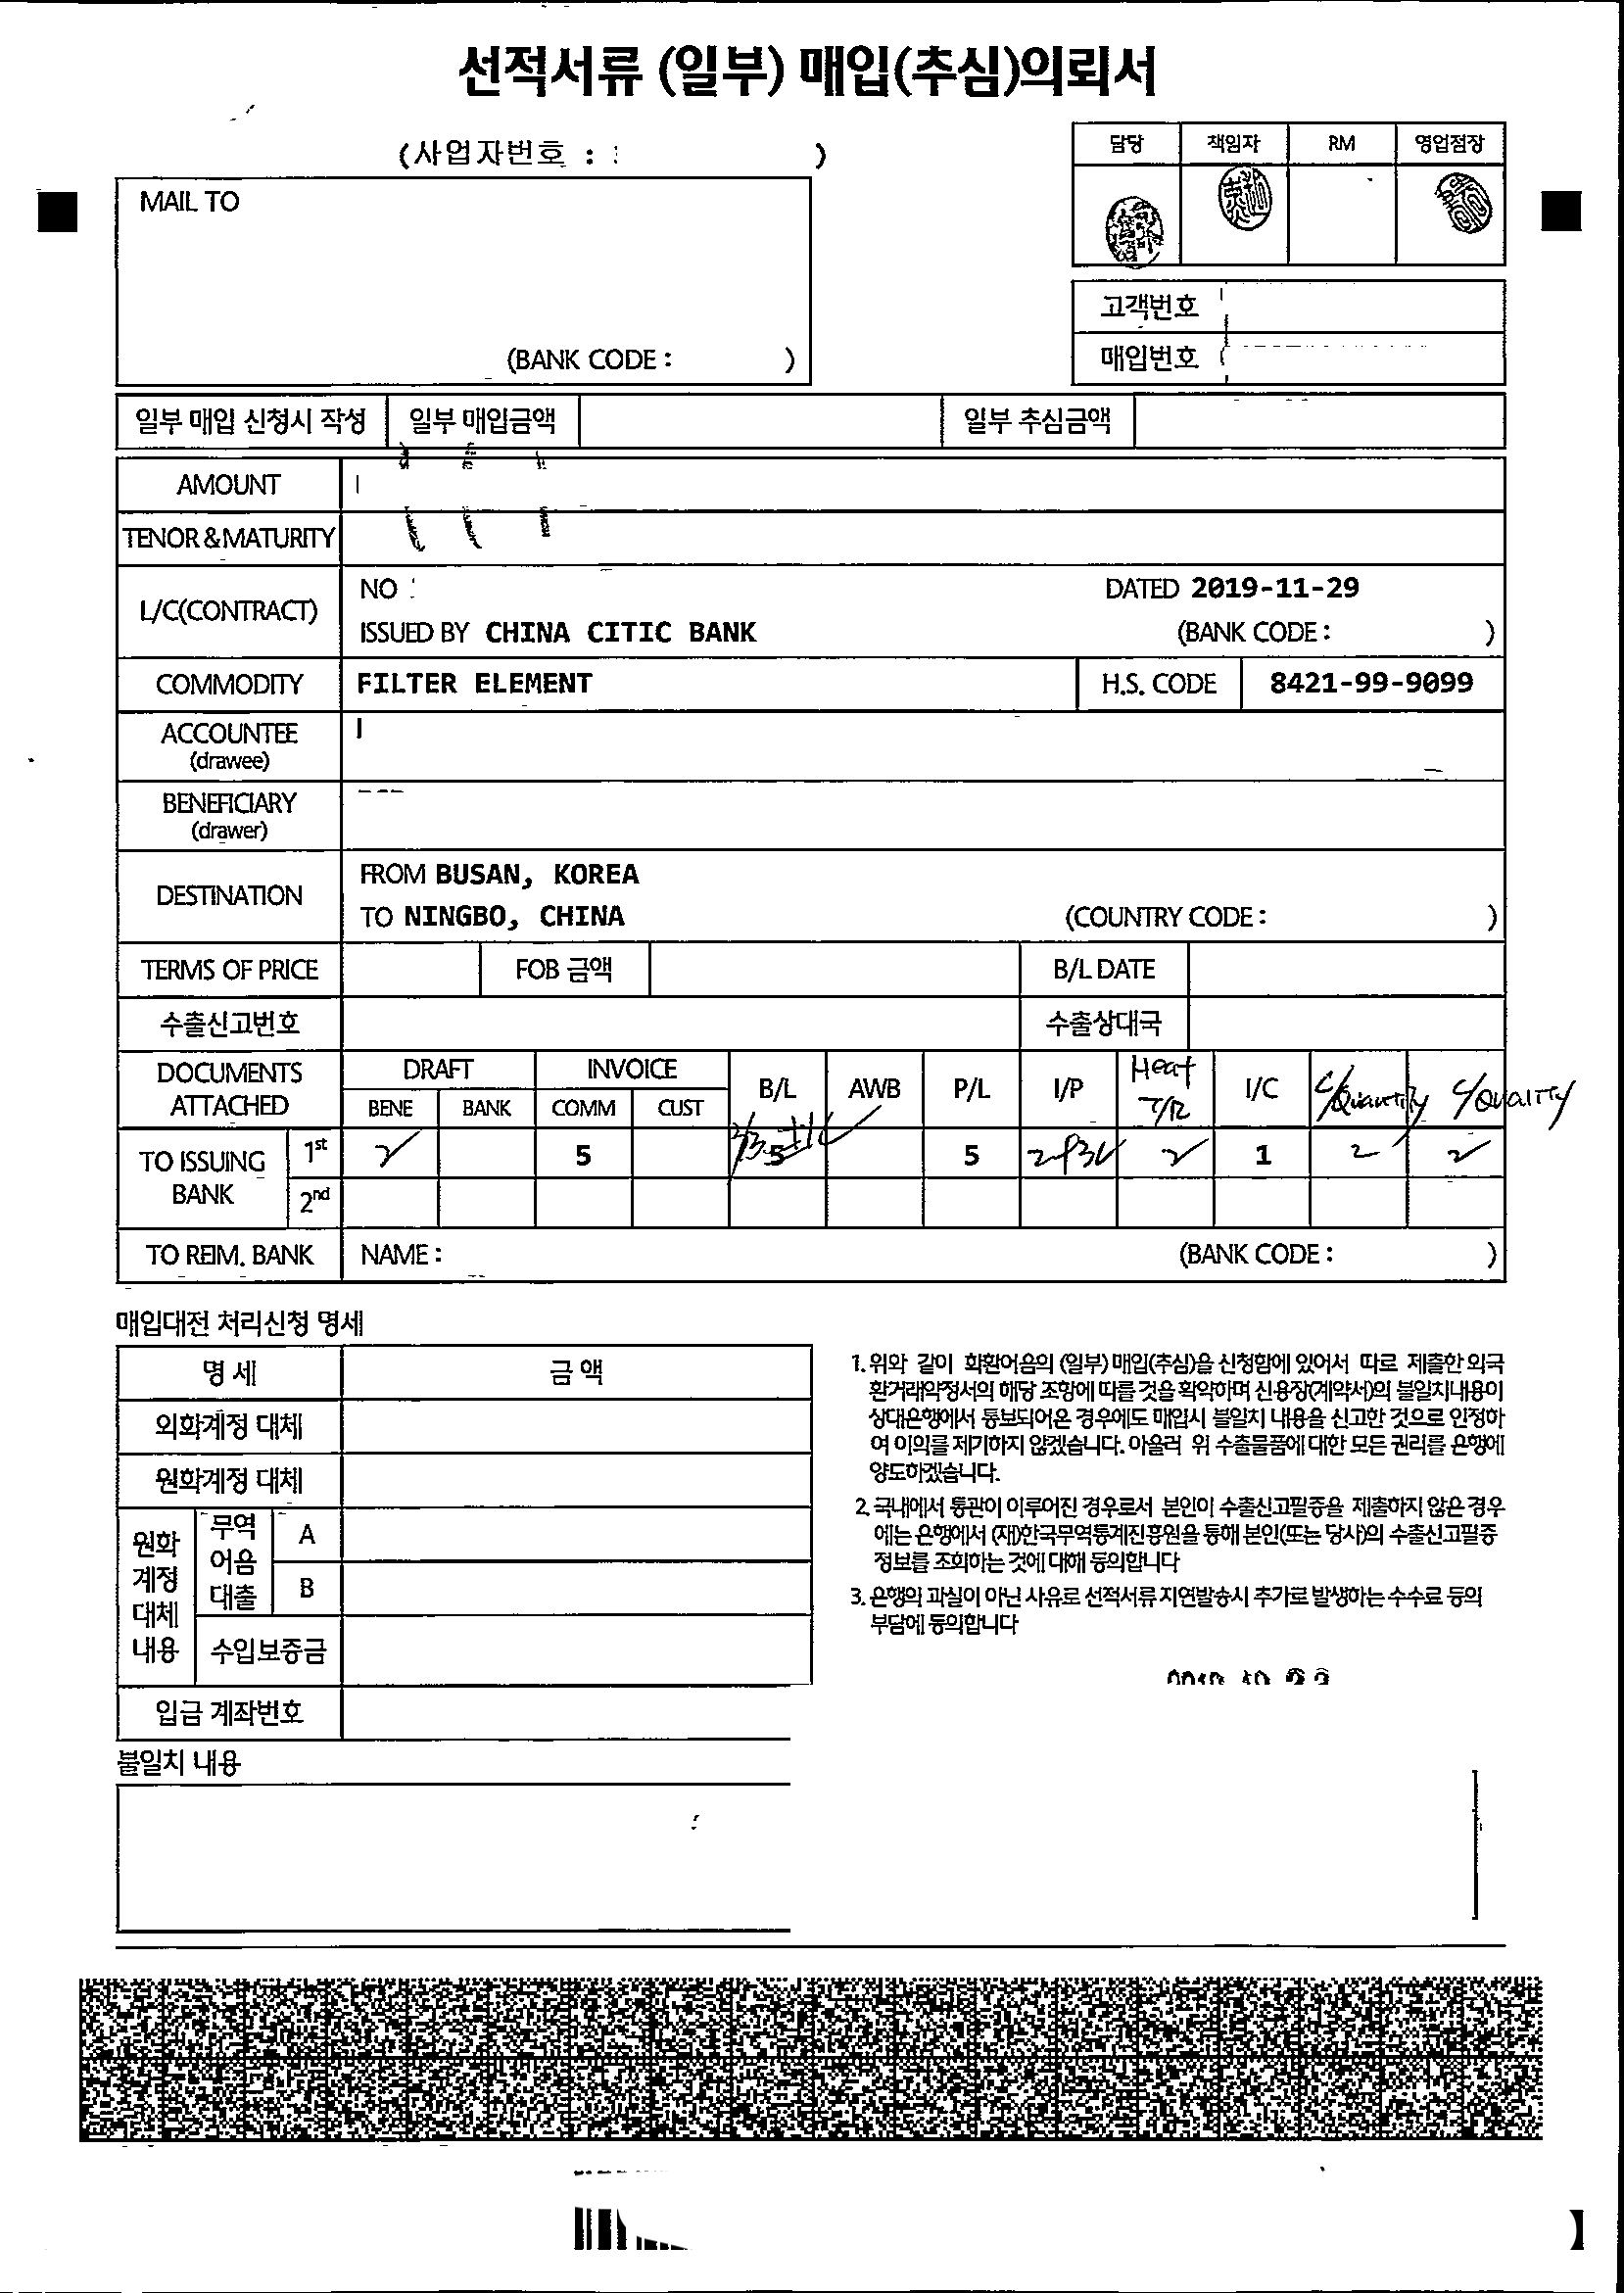 선적서류 (일부) 매입(추심)의뢰서
(사업자번호 : )
담당 책임자 RM 영업점장
MAIL TO
(BANK CODE : )
고객번호
매입번호
일부 매입 신청시 작성 일부 매입금액 일부 추심금액
AMOUNT
TENOR & MATURITY
L/C(CONTRACT)
NO : DATED 2019-11-29
ISSUED BY CHINA CITIC BANK (BANK CODE : )
COMMODITY FILTER ELEMENT H.S. CODE 8421-99-9099
ACCOUNTEE
(drawee)
BENEFICIARY
(drawer)
DESTINATION
FROM BUSAN, KOREA
TO NINGBO, CHINA (COUNTRY CODE : )
TERMS OF PRICE FOB 금액 B/L DATE
수출신고번호 수출상대국
DOCUMENTS ATTACHED
DRAFT INVOICE B/L AWB P/L I/P Heat T/R I/C C/Quantity C/QUALITY
BENE BANK COMM CUST
TO ISSUING BANK
1st 2 5 3/3 5 5 2 1 2 2
2nd
TO REIM. BANK NAME : (BANK CODE : )
매입대전 처리신청 명세
명 세 금 액
외화계정 대체
원화계정 대체
원화계정 대체내용
무역어음대출 A
B
수입보증금
입금 계좌번호
1. 위와 같이 화환어음의 (일부) 매입(추심)을 신청함에 있어서 따로 제출한 외국
환거래약정서의 해당 조항에 따를 것을 확약하며 신용장(계약서)의 불일치내용이
상대은행에서 통보되어온 경우에도 매입시 불일치 내용을 신고한 것으로 인정하
여 이의를 제기하지 않겠습니다. 아울러 위 수출물품에 대한 모든 권리를 은행에
양도하겠습니다.
2. 국내에서 통관이 이루어진 경우로서 본인이 수출신고필증을 제출하지 않은 경우
에는 은행에서 (재)한국무역통계진흥원을 통해 본인(또는 당사)의 수출신고필증
정보를 조회하는 것에 대해 동의합니다
3. 은행의 과실이 아닌 사유로 선적서류 지연발송시 추가로 발생하는 수수료 등의
부담에 동의합니다
불일치 내용